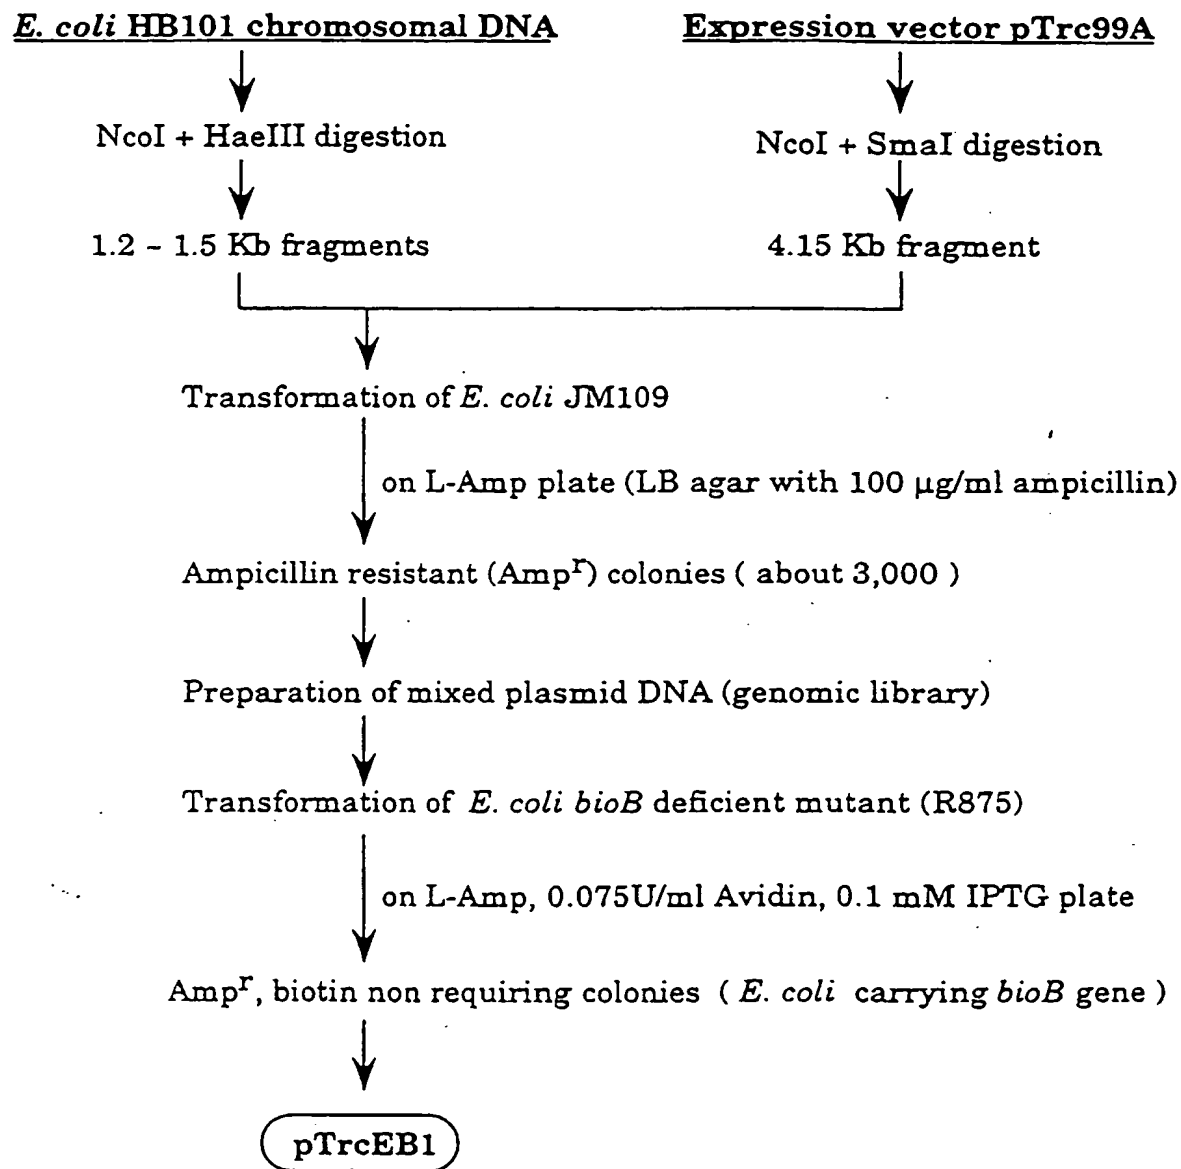 E. coli HB101 chromosomal DNA
Expression vector pTrc99A
NcoI + HaeIII digestion
NcoI + SmaI digestion
1.2 - 1.5 Kb fragments
4.15 Kb fragment
Transformation of E. coli JM109
on L-Amp plate (LB agar with 100 µg/ml ampicillin)
Ampicillin resistant (Ampʳ) colonies ( about 3,000 )
Preparation of mixed plasmid DNA (genomic library)
Transformation of E. coli bioB deficient mutant (R875)
on L-Amp, 0.075U/ml Avidin, 0.1 mM IPTG plate
Ampʳ, biotin non requiring colonies ( E. coli carrying bioB gene )
pTrcEB1